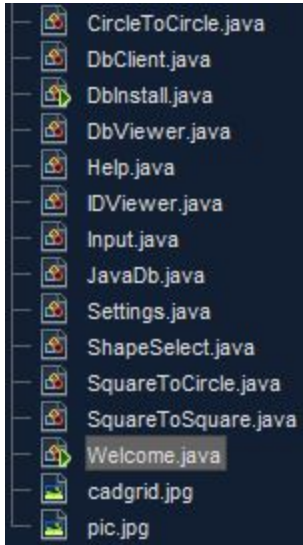 CircleToCircle.java
DbClient.java
DbInstall.java
DbViewer.java
Help.java
IDViewer.java
Input.java
JavaDb.java
Settings.java
ShapeSelect.java
SquareToCircle.java
SquareToSquare.java
Welcome.java
cadgrid.jpg
pic.jpg